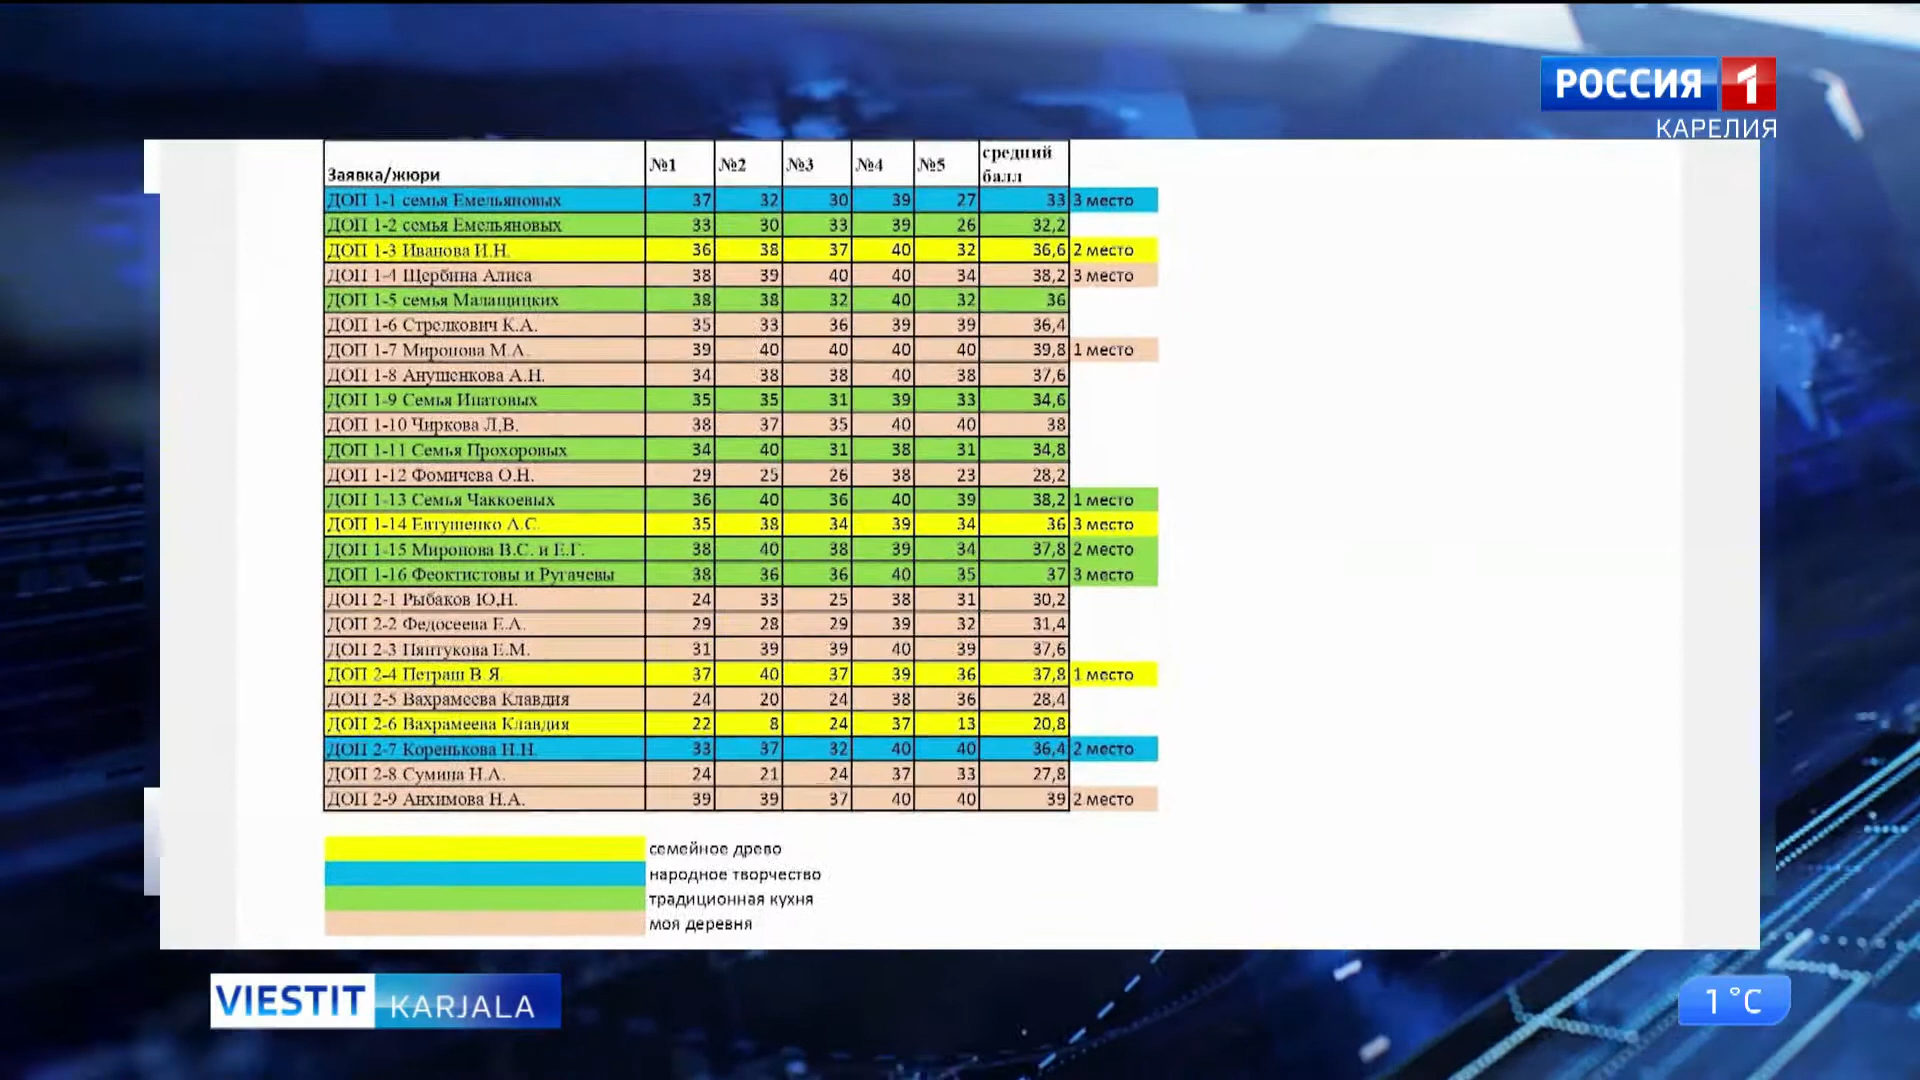 РОССИЯ 1
КАРЕЛИЯ
Заявка/жюри №1 №2 №3 №4 №5 средний балл
ДОП 1-1 семья Емельяновых 37 32 30 39 27 33 3 место
ДОП 1-2 семья Емельяновых 33 30 33 39 26 32,2
ДОП 1-3 Иванова И.Н. 36 38 37 40 32 36,6 2 место
ДОП 1-4 Щербина Алиса 38 39 40 40 34 38,2 3 место
ДОП 1-5 семья Малащицких 38 38 32 40 32 36
ДОП 1-6 Стрелкович К.А. 35 33 36 39 39 36,4
ДОП 1-7 Миронова М.А. 39 40 40 40 40 39,8 1 место
ДОП 1-8 Анушенкова А.Н. 34 38 38 40 38 37,6
ДОП 1-9 Семья Ипатовых 35 35 31 39 33 34,6
ДОП 1-10 Чиркова Л.В. 38 37 35 40 40 38
ДОП 1-11 Семья Прохоровых 34 40 31 38 31 34,8
ДОП 1-12 Фомичева О.Н. 29 25 26 38 23 28,2
ДОП 1-13 Семья Чаккоевых 36 40 36 40 39 38,2 1 место
ДОП 1-14 Евтушенко А.С. 35 38 34 39 34 36 3 место
ДОП 1-15 Миронова В.С. и Е.Г. 38 40 38 39 34 37,8 2 место
ДОП 1-16 Феоктистовы и Ругачевы 38 36 36 40 35 37 3 место
ДОП 2-1 Рыбаков Ю.Н. 24 33 25 38 31 30,2
ДОП 2-2 Федосеева Е.А. 29 28 29 39 32 31,4
ДОП 2-3 Пянтукова Е.М. 31 39 39 40 39 37,6
ДОП 2-4 Петраш В.Я. 37 40 37 39 36 37,8 1 место
ДОП 2-5 Вахрамеева Клавдия 24 20 24 38 36 28,4
ДОП 2-6 Вахрамеева Клавдия 22 8 24 37 13 20,8
ДОП 2-7 Коренькова Н.Н. 33 37 32 40 40 36,4 2 место
ДОП 2-8 Сумина Н.А. 24 21 24 37 33 27,8
ДОП 2-9 Анхимова Н.А. 39 39 37 40 40 39 2 место
семейное древо
народное творчество
традиционная кухня
моя деревня
VIESTIT KARJALA
1 °C